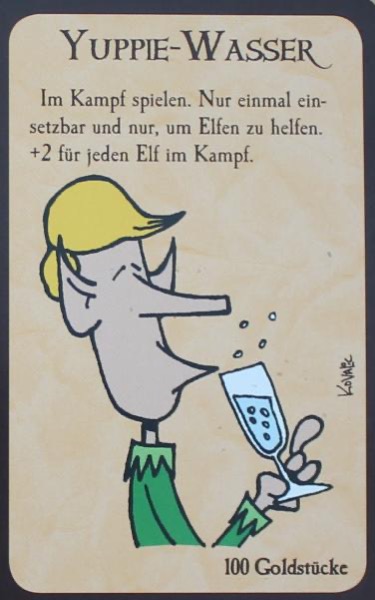 Yuppie-Wasser
Im Kampf spielen. Nur einmal ein-
setzbar und nur, um Elfen zu helfen.
+2 für jeden Elf im Kampf.
Kovalic
100 Goldstücke